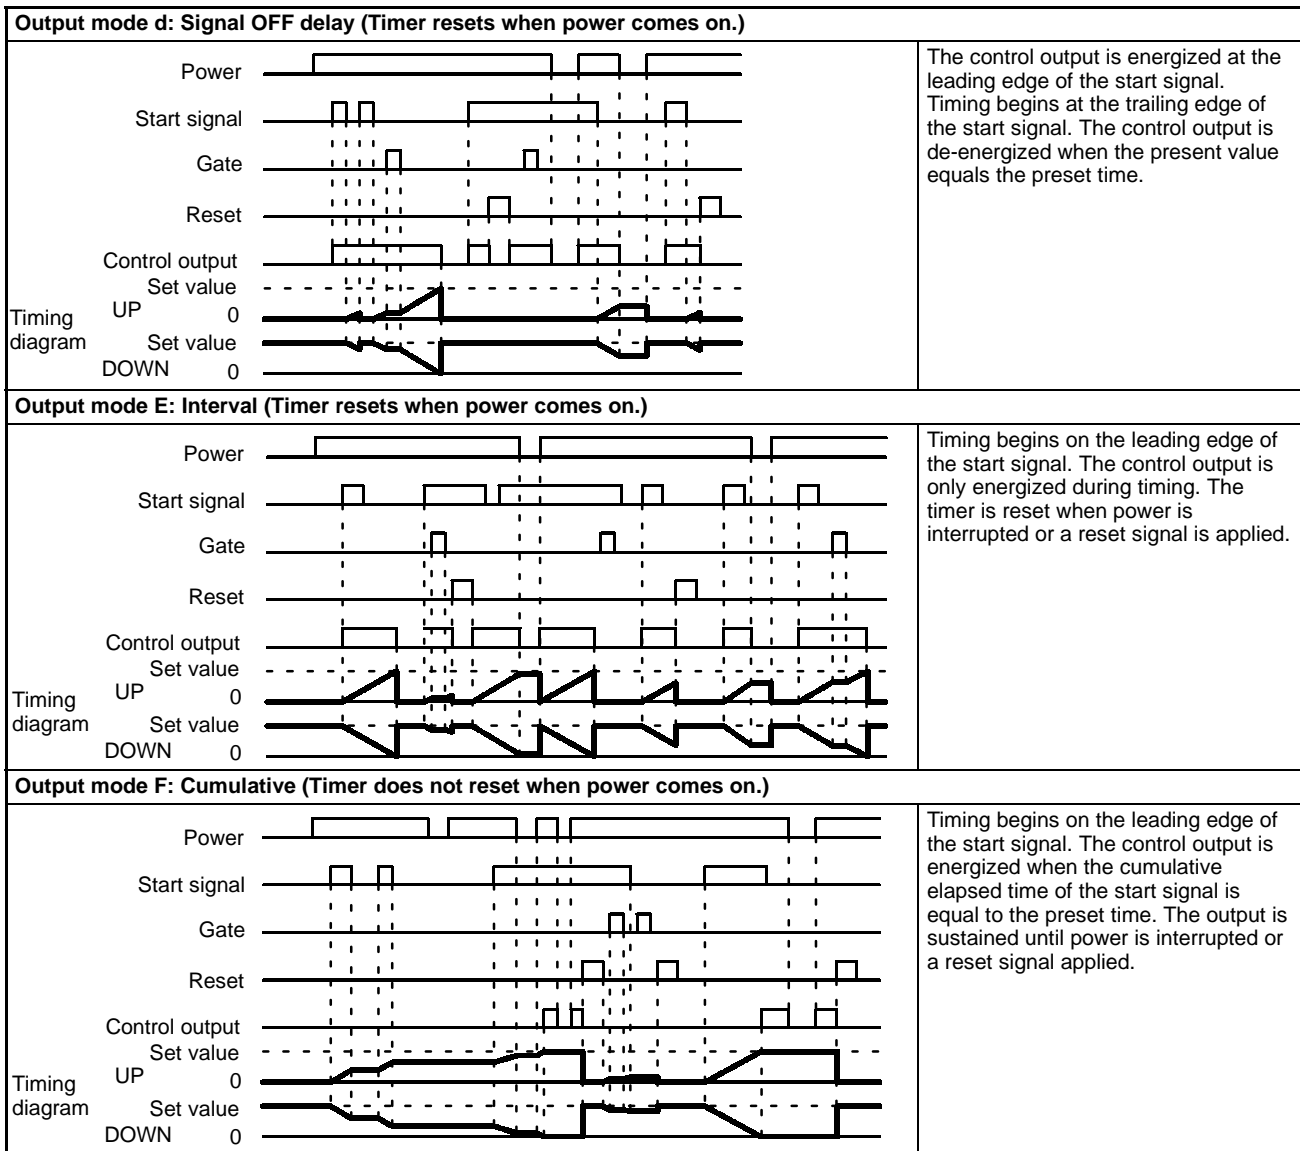 Output mode d: Signal OFF delay (Timer resets when power comes on.)
Power
Start signal
Gate
Reset
Control output
Set value
UP
0
Timing
diagram
Set value
DOWN
0
The control output is energized at the
leading edge of the start signal.
Timing begins at the trailing edge of
the start signal. The control output is
de-energized when the present value
equals the preset time.
Output mode E: Interval (Timer resets when power comes on.)
Power
Start signal
Gate
Reset
Control output
Set value
UP
0
Timing
diagram
Set value
DOWN
0
Timing begins on the leading edge of
the start signal. The control output is
only energized during timing. The
timer is reset when power is
interrupted or a reset signal is applied.
Output mode F: Cumulative (Timer does not reset when power comes on.)
Power
Start signal
Gate
Reset
Control output
Set value
UP
0
Timing
diagram
Set value
DOWN
0
Timing begins on the leading edge of
the start signal. The control output is
energized when the cumulative
elapsed time of the start signal is
equal to the preset time. The output is
sustained until power is interrupted or
a reset signal applied.